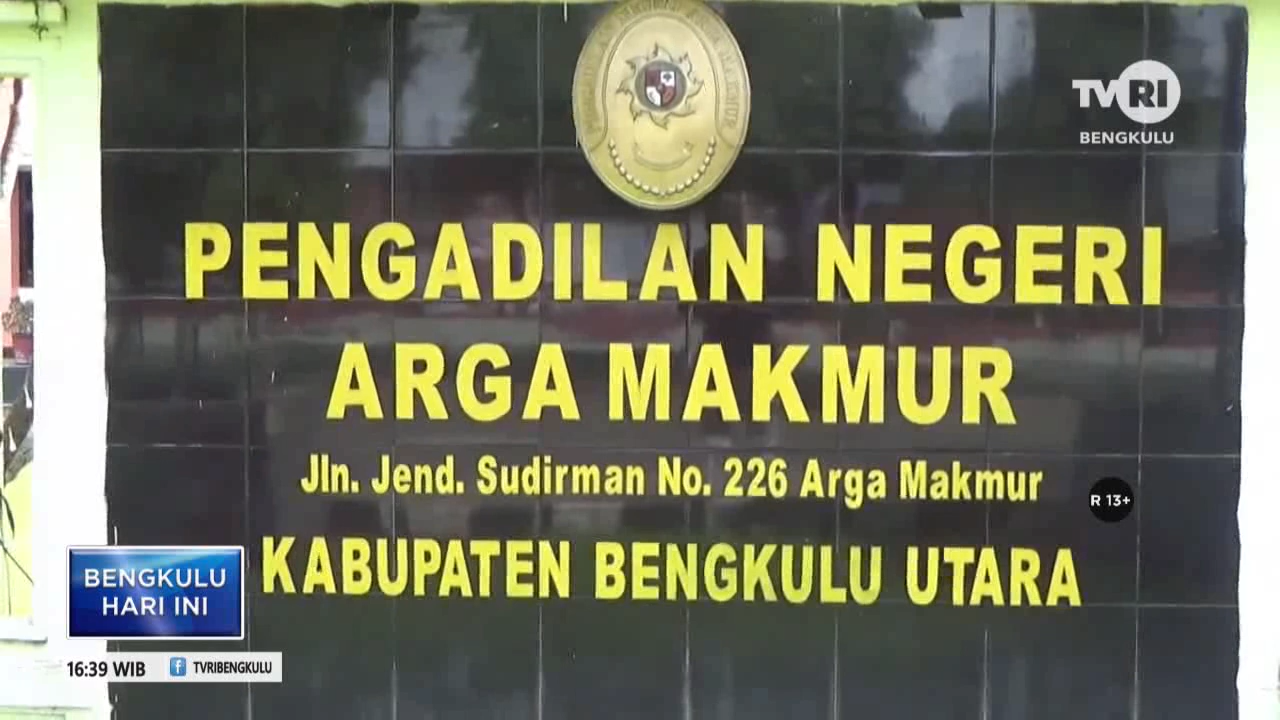 TVRI
BENGKULU
PENGADILAN NEGERI
ARGA MAKMUR
Jln. Jend. Sudirman No. 226 Arga Makmur
R 13+
KABUPATEN BENGKULU UTARA
BENGKULU
HARI INI
16:39 WIB
TVRIBENGKULU